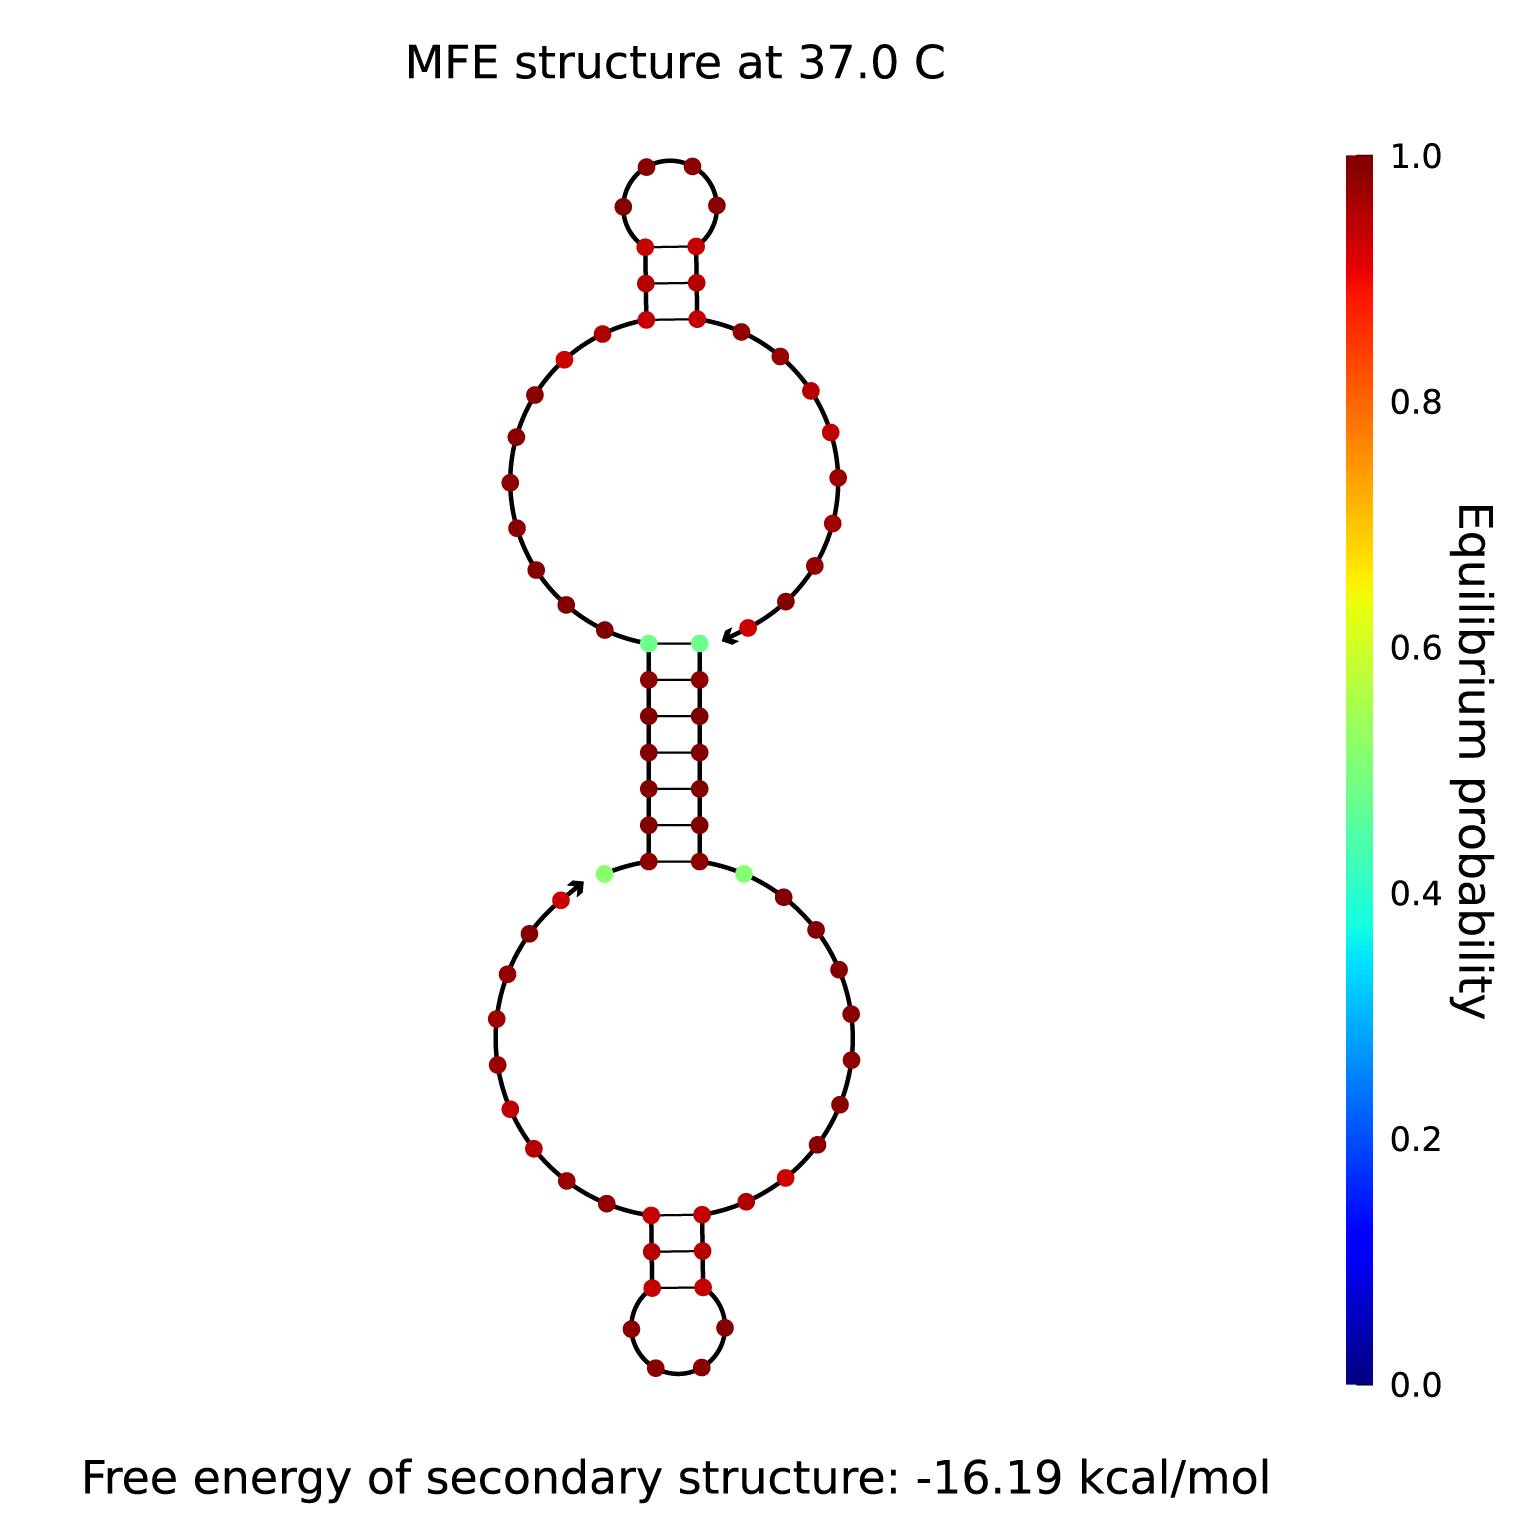 MFE structure at 37.0 C
1.0
0.8
0.6
0.4
0.2
0.0
Equilibrium probability
Free energy of secondary structure: -16.19 kcal/mol